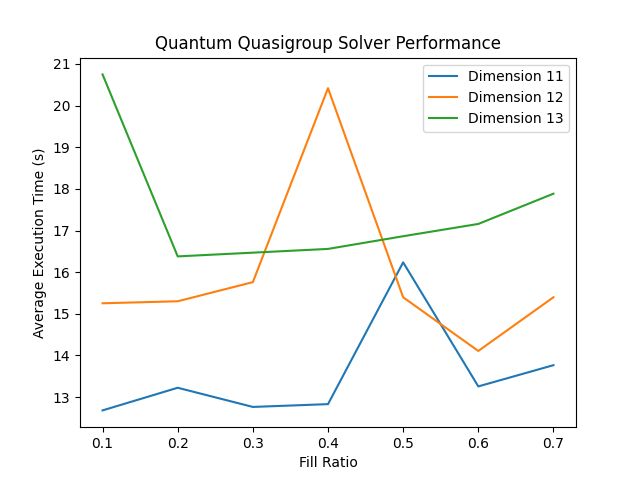 Quantum Quasigroup Solver Performance
Dimension 11
Dimension 12
Dimension 13
Average Execution Time (s)
21
20
19
18
17
16
15
14
13
0.1 0.2 0.3 0.4 0.5 0.6 0.7
Fill Ratio